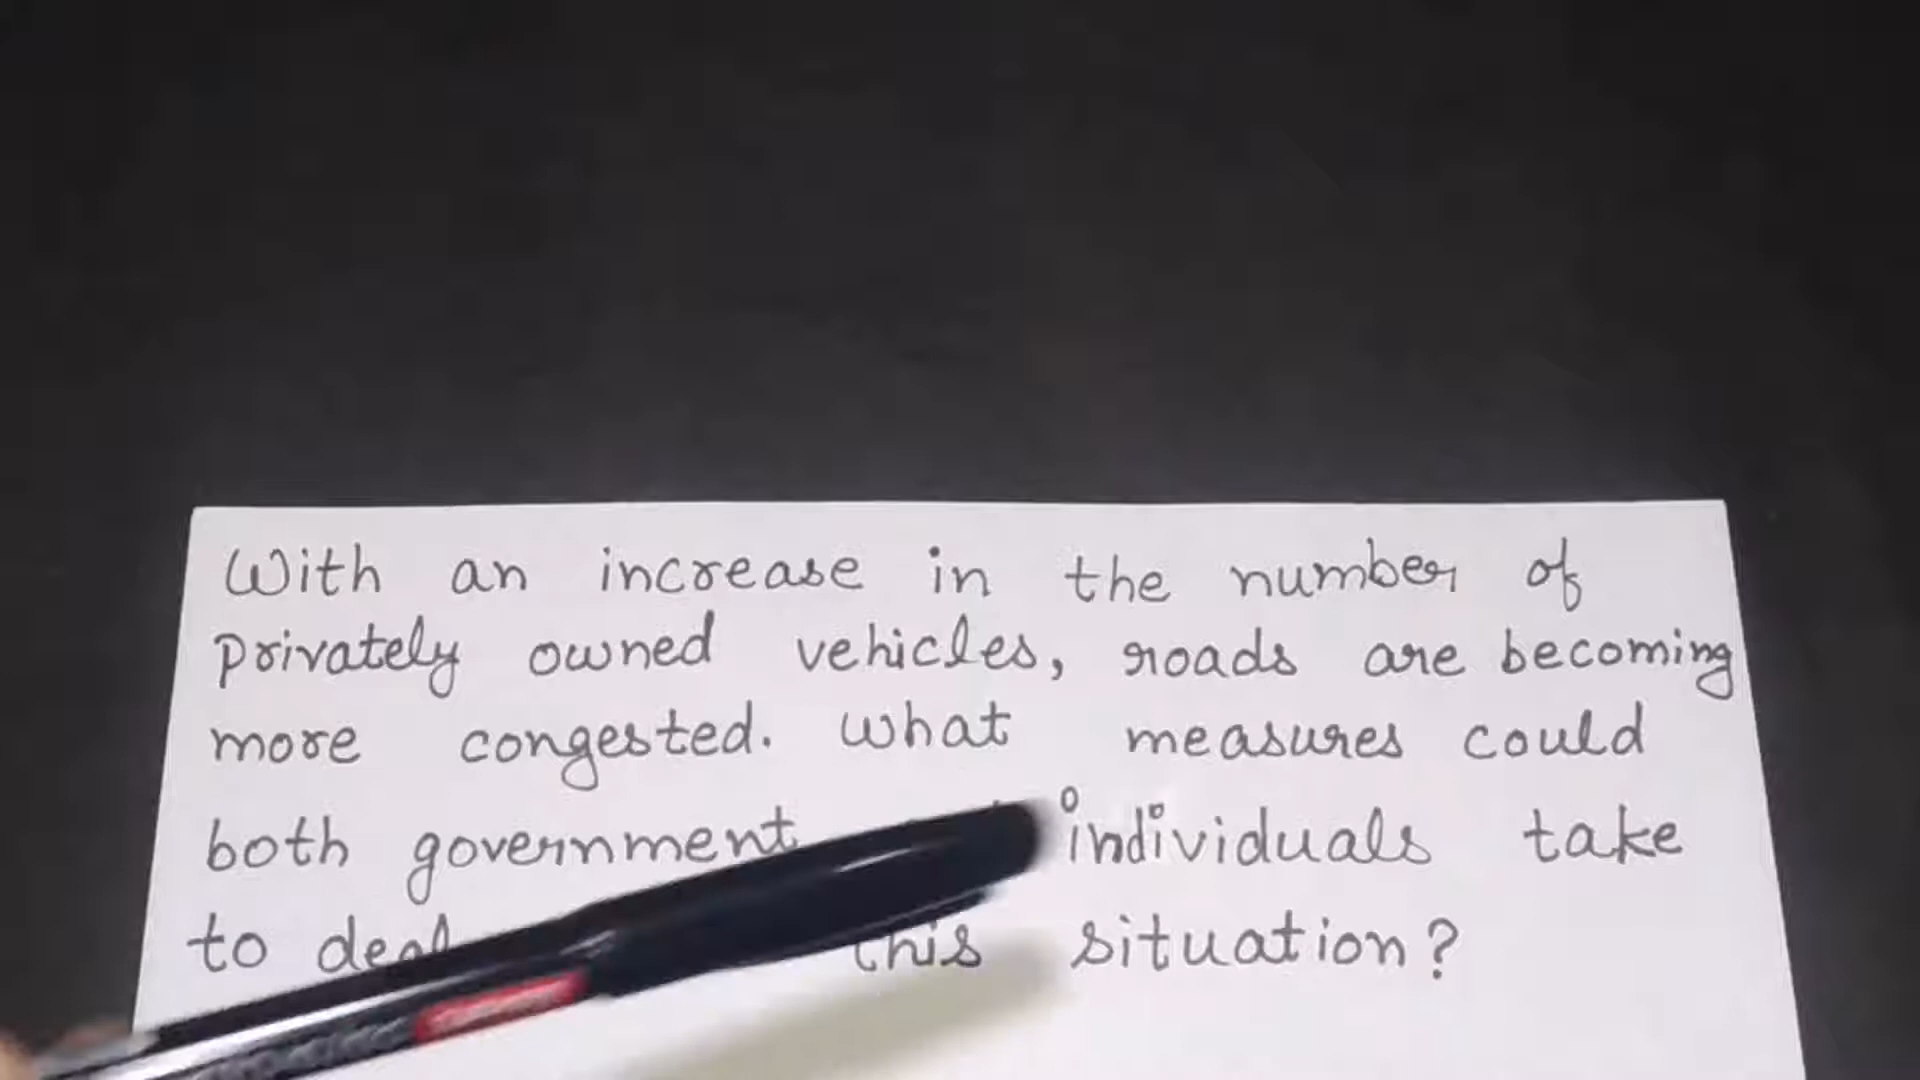 With an increase in the number of
privately owned vehicles, roads are becoming
more congested. What measures could
both government individuals take
to deal this situation?